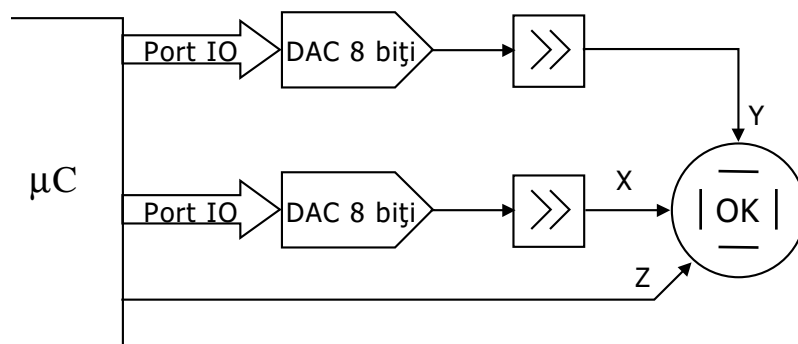 Port IO
DAC 8 biţi
Y
μC
Port IO
DAC 8 biţi
X
OK
Z